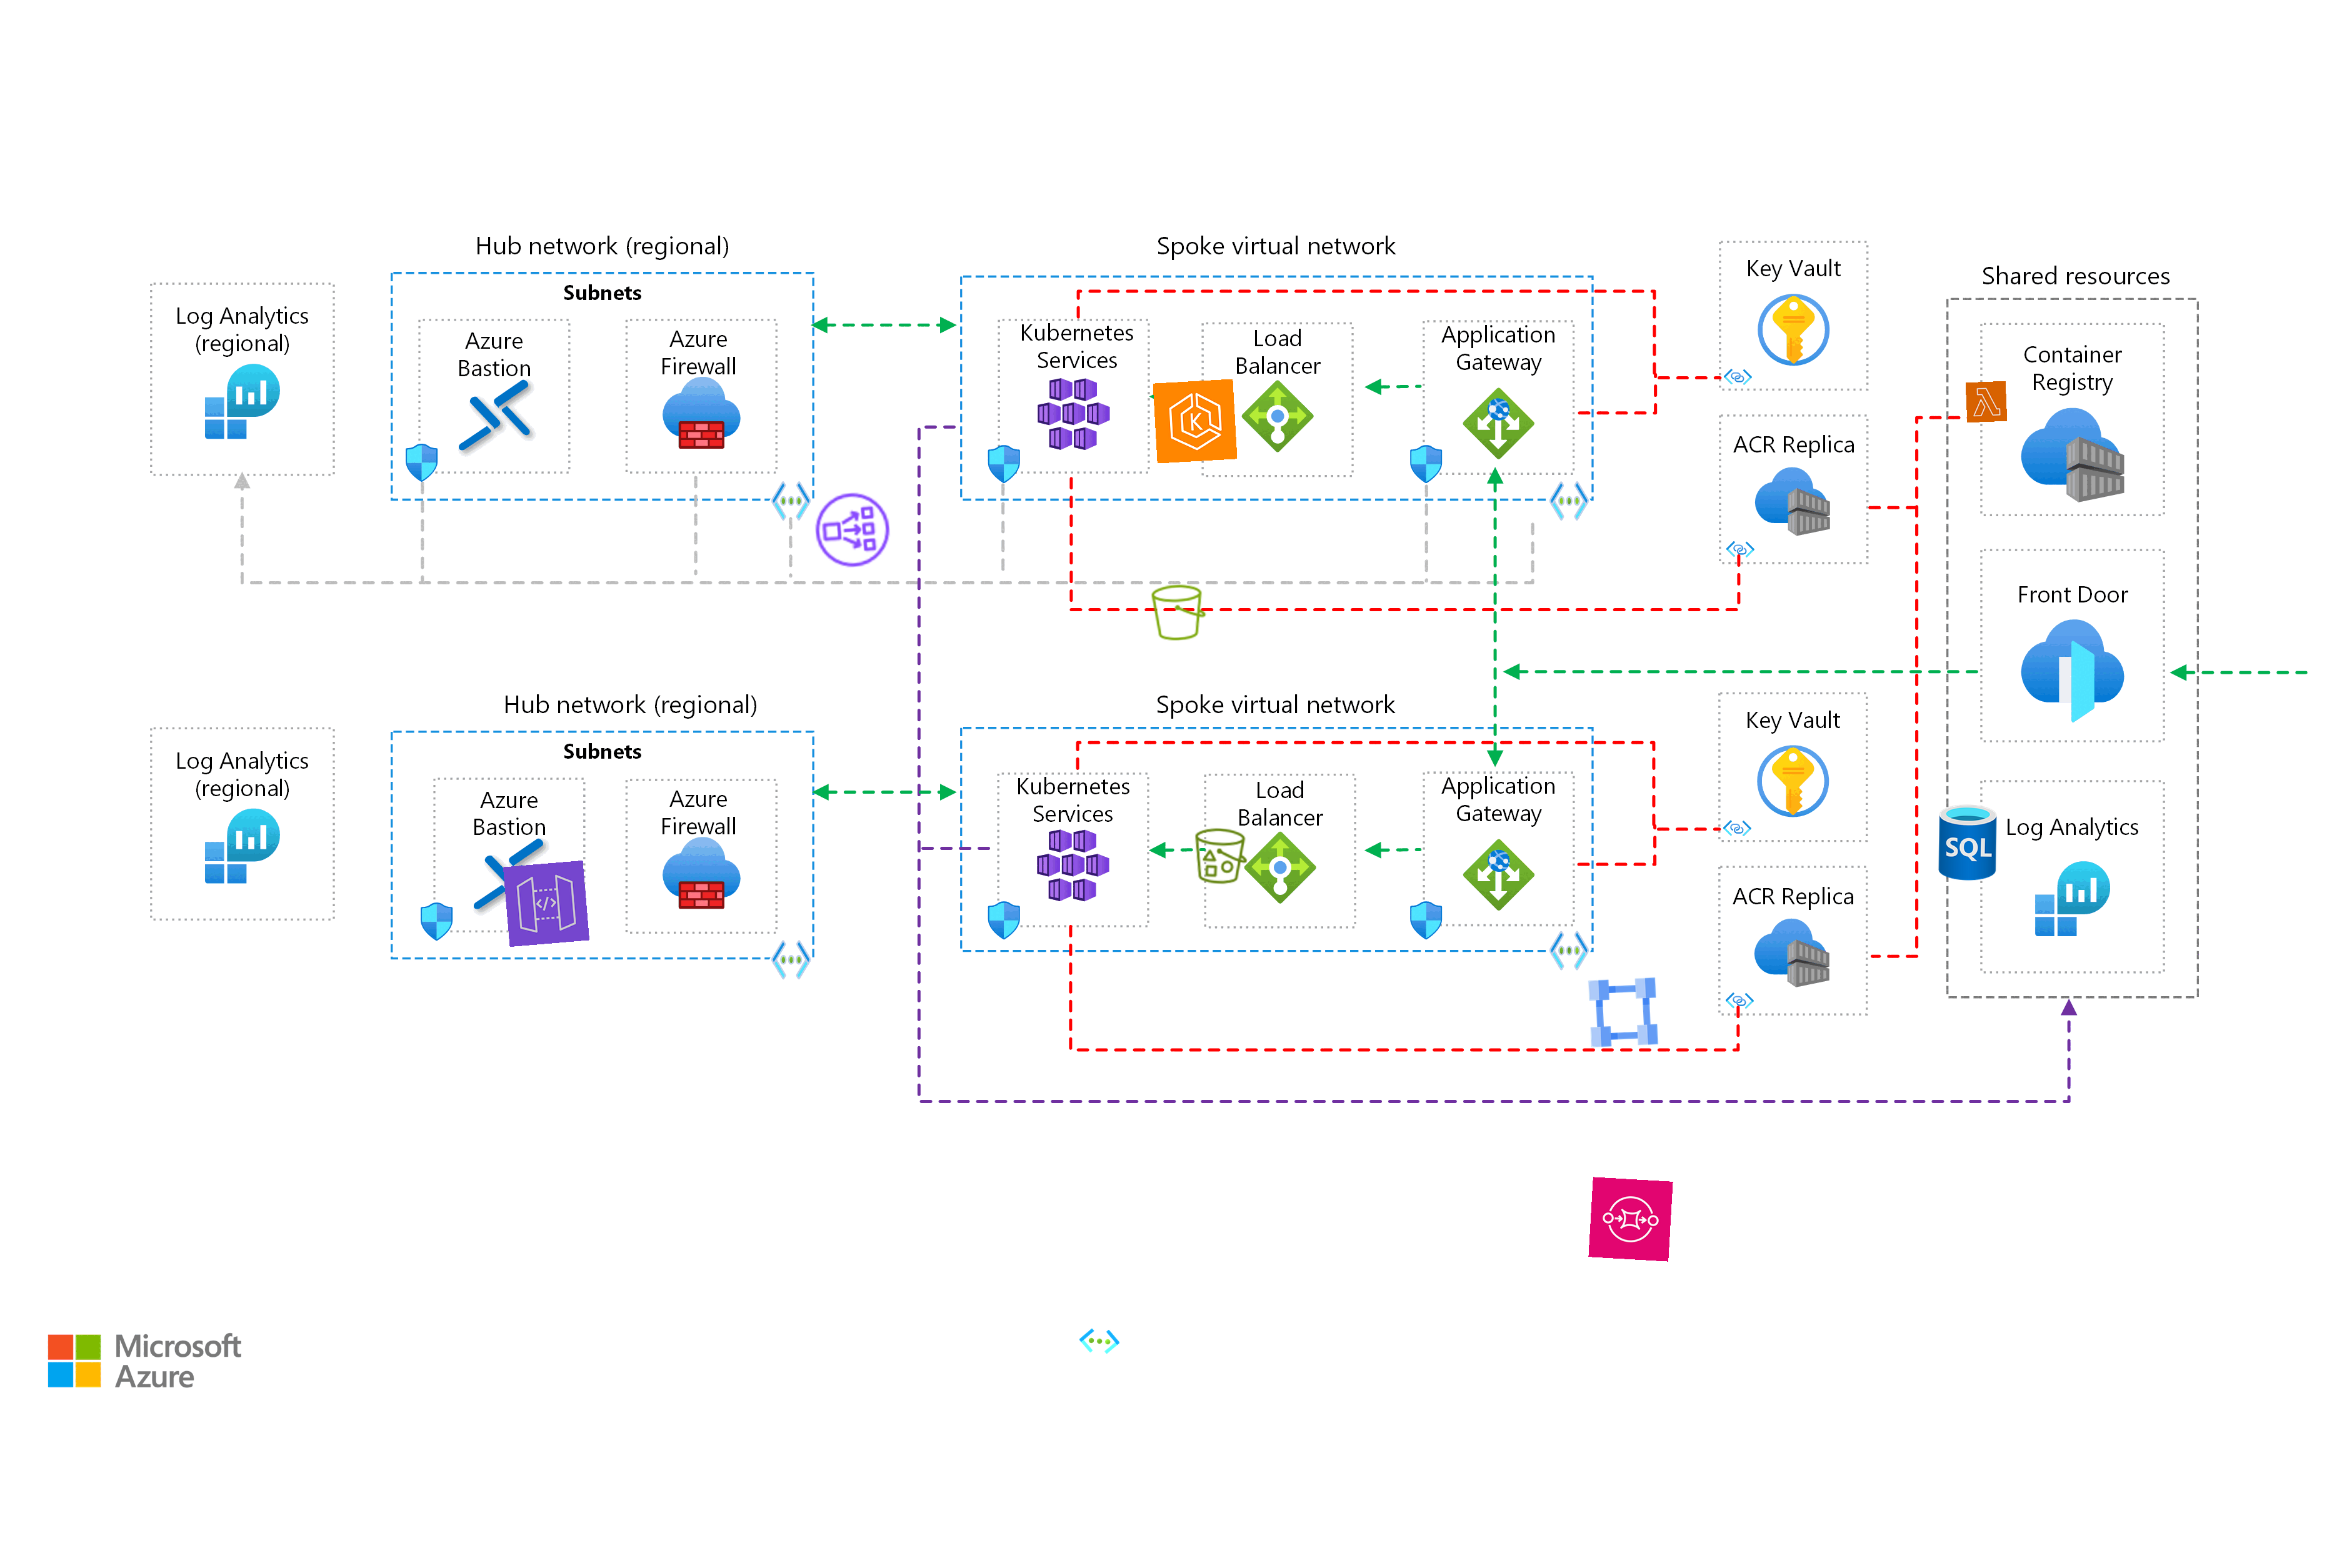 Hub network (regional)
Spoke virtual network
Subnets
Log Analytics
(regional)
Azure
Bastion
Azure
Firewall
Kubernetes
Services
K
Load
Balancer
Application
Gateway
Key Vault
ACR Replica
Shared resources
Container
Registry
λ
Front Door
Log Analytics
SQL
Hub network (regional)
Spoke virtual network
Subnets
Log Analytics
(regional)
Azure
Bastion
</>
Azure
Firewall
Kubernetes
Services
Load
Balancer
Application
Gateway
Key Vault
ACR Replica
Microsoft
Azure